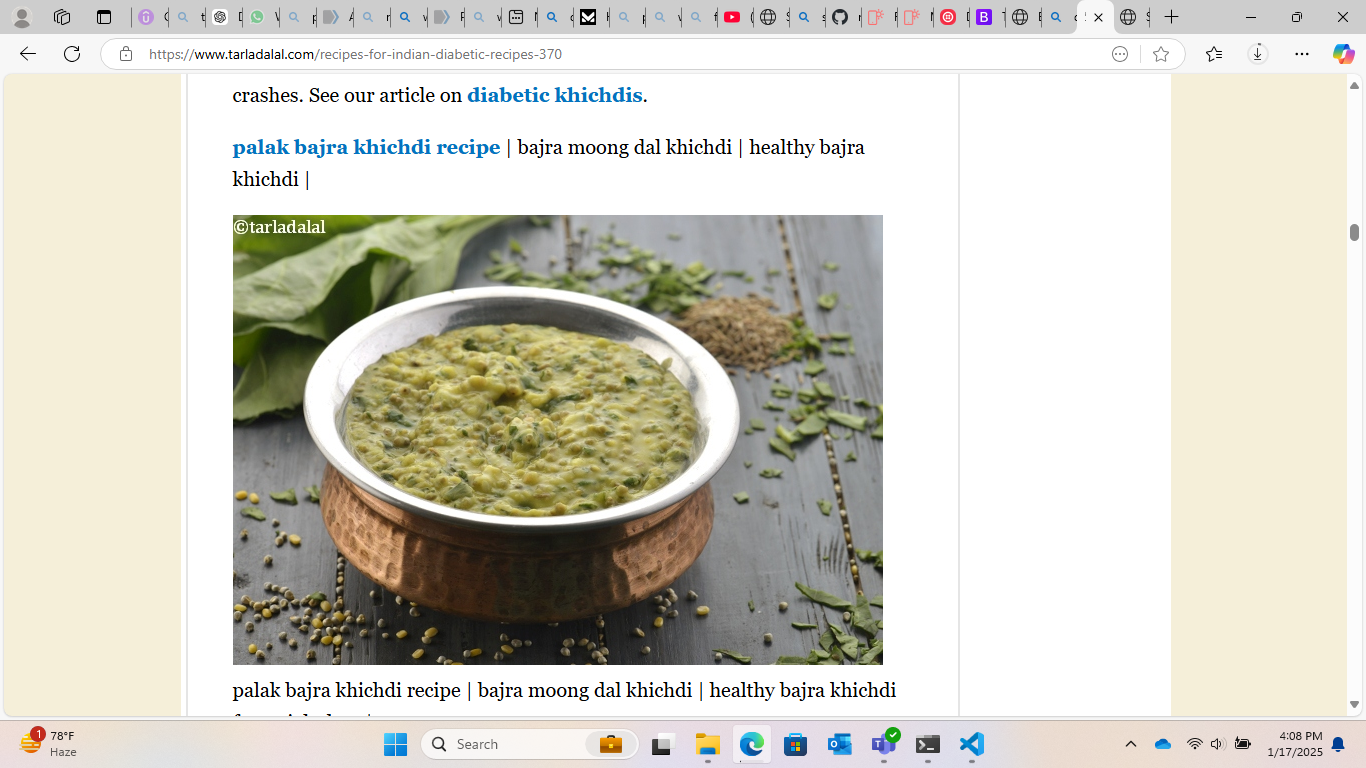 https://www.tarladalal.com/recipes-for-indian-diabetic-recipes-370
crashes. See our article on diabetic khichdis.
palak bajra khichdi recipe | bajra moong dal khichdi | healthy bajra
khichdi |
©tarladalal
palak bajra khichdi recipe | bajra moong dal khichdi | healthy bajra khichdi
1
78°F
Haze
Search
4:08 PM
1/17/2025